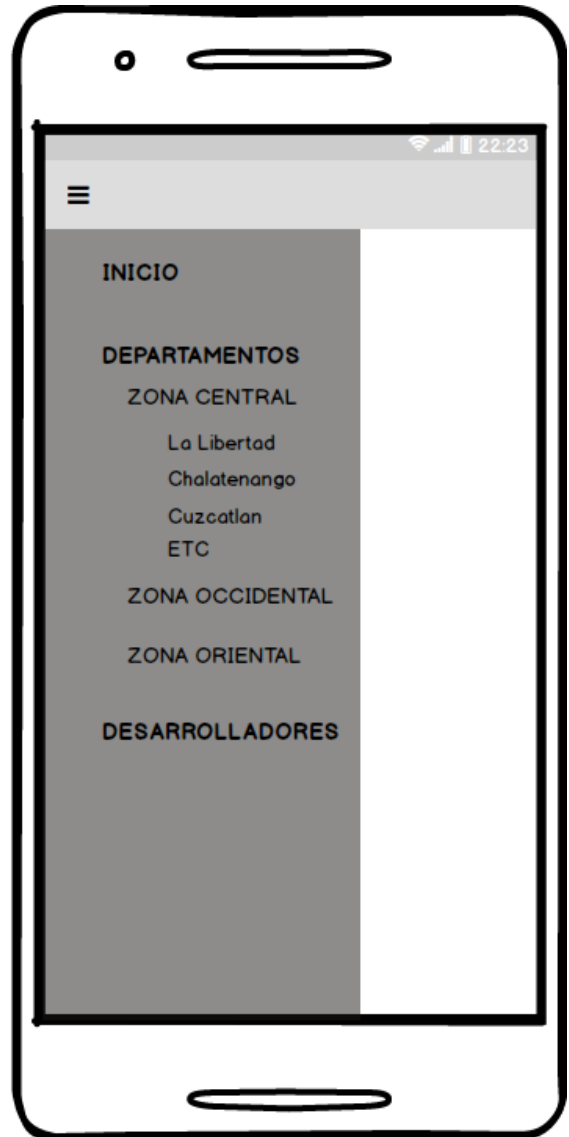 22:23
INICIO
DEPARTAMENTOS
ZONA CENTRAL
La Libertad
Chalatenango
Cuzcatlan
ETC
ZONA OCCIDENTAL
ZONA ORIENTAL
DESARROLLADORES